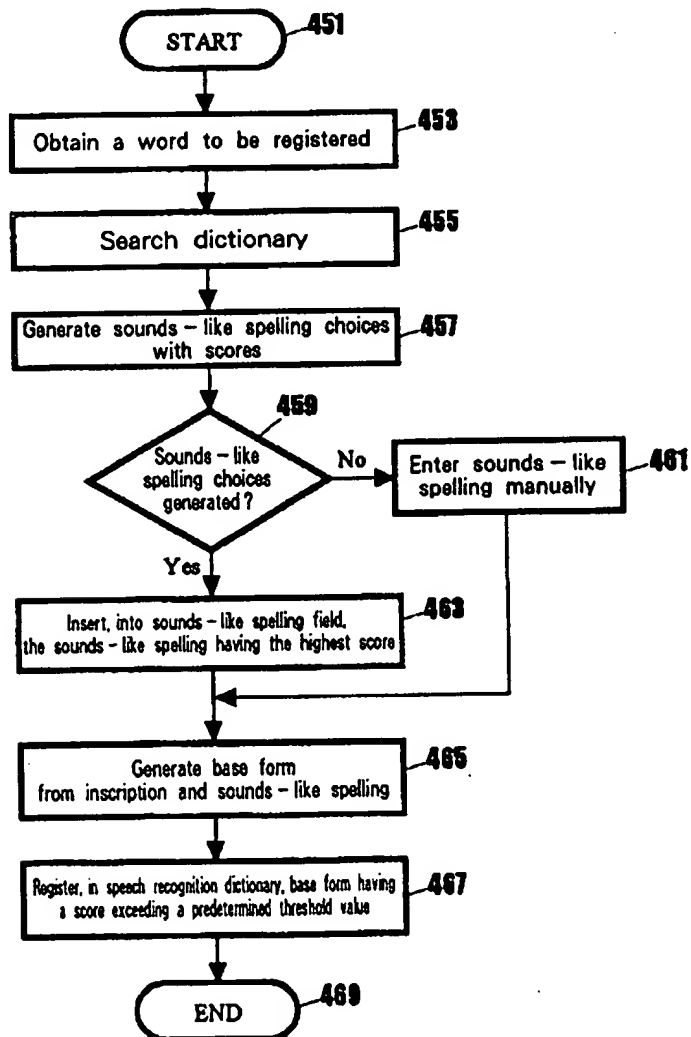 START
451
453
Obtain a word to be registered
455
Search dictionary
457
Generate sounds – like spelling choices
with scores
459
Sounds – like
spelling choices
generated ?
No
461
Enter sounds – like
spelling manually
Yes
463
Insert, into sounds – like spelling field,
the sounds – like spelling having the highest score
465
Generate base form
from inscription and sounds – like spelling
467
Register, in speech recognition dictionary, base form having
a score exceeding a predetermined threshold value
469
END